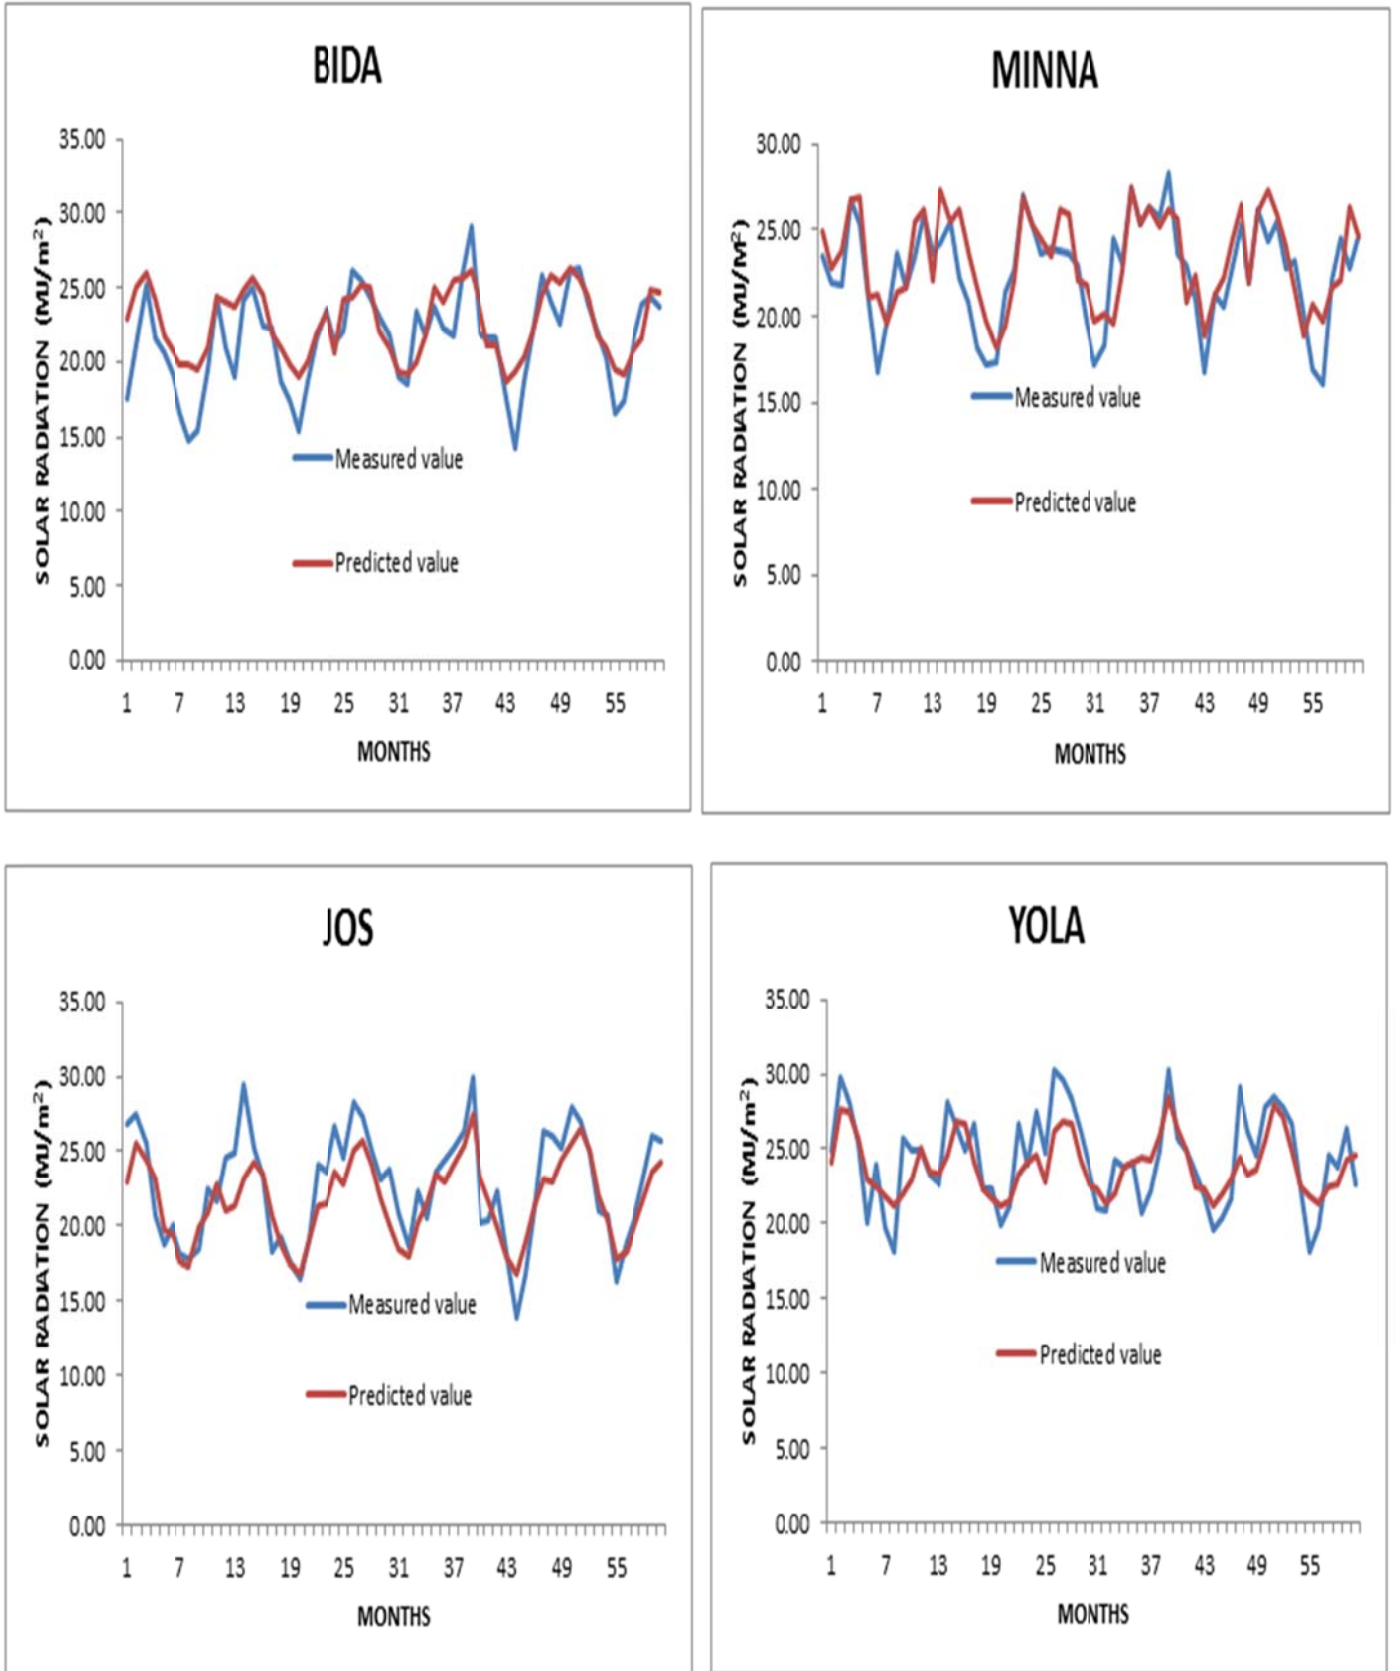 BIDA
SOLAR RADIATION (MJ/m²)
35.00
30.00
25.00
20.00
15.00
10.00
5.00
0.00
Measured value
Predicted value
1 7 13 19 25 31 37 43 49 55
MONTHS
MINNA
SOLAR RADIATION (MJ/M²)
30.00
25.00
20.00
15.00
10.00
5.00
0.00
Measured value
Predicted value
1 7 13 19 25 31 37 43 49 55
MONTHS
JOS
SOLAR RADIATION (MJ/m²)
35.00
30.00
25.00
20.00
15.00
10.00
5.00
0.00
Measured value
Predicted value
1 7 13 19 25 31 37 43 49 55
MONTHS
YOLA
SOLAR RADIATION (MJ/m²)
35.00
30.00
25.00
20.00
15.00
10.00
5.00
0.00
Measured value
Predicted value
1 7 13 19 25 31 37 43 49 55
MONTHS